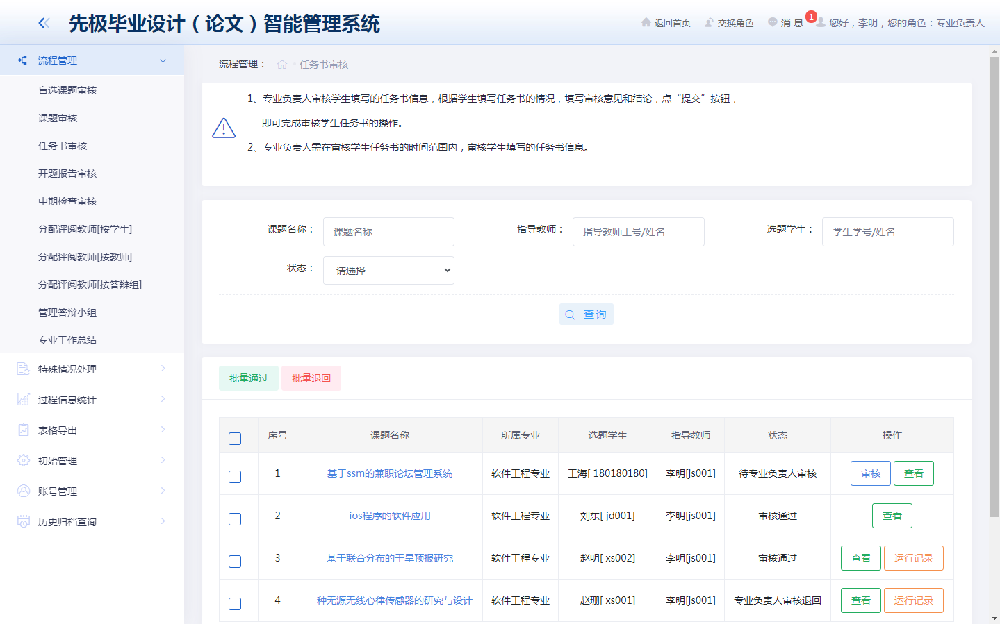 先极毕业设计（论文）智能管理系统
返回首页 交换角色 消 息 1 您好，李明，您的角色：专业负责人
流程管理
盲选课题审核
课题审核
任务书审核
开题报告审核
中期检查审核
分配评阅教师[按学生]
分配评阅教师[按教师]
分配评阅教师[按答辩组]
管理答辩小组
专业工作总结
特殊情况处理
过程信息统计
表格导出
初始管理
账号管理
历史归档查询
流程管理： 任务书审核
1、专业负责人审核学生填写的任务书信息，根据学生填写任务书的情况，填写审核意见和结论，点“提交”按钮，
即可完成审核学生任务书的操作。
2、专业负责人需在审核学生任务书的时间范围内，审核学生填写的任务书信息。
课题名称： 课题名称 指导教师： 指导教师工号/姓名 选题学生： 学生学号/姓名
状态： 请选择
查询
批量通过 批量退回
序号 课题名称 所属专业 选题学生 指导教师 状态 操作
1 基于ssm的兼职论坛管理系统 软件工程专业 王海[ 180180180] 李明[js001] 待专业负责人审核 审核 查看
2 ios程序的软件应用 软件工程专业 刘东[ jd001] 李明[js001] 审核通过 查看
3 基于联合分布的干旱预报研究 软件工程专业 赵明[ xs002] 李明[js001] 审核通过 查看 运行记录
4 一种无源无线心律传感器的研究与设计 软件工程专业 赵珊[ xs001] 李明[js001] 专业负责人审核退回 查看 运行记录